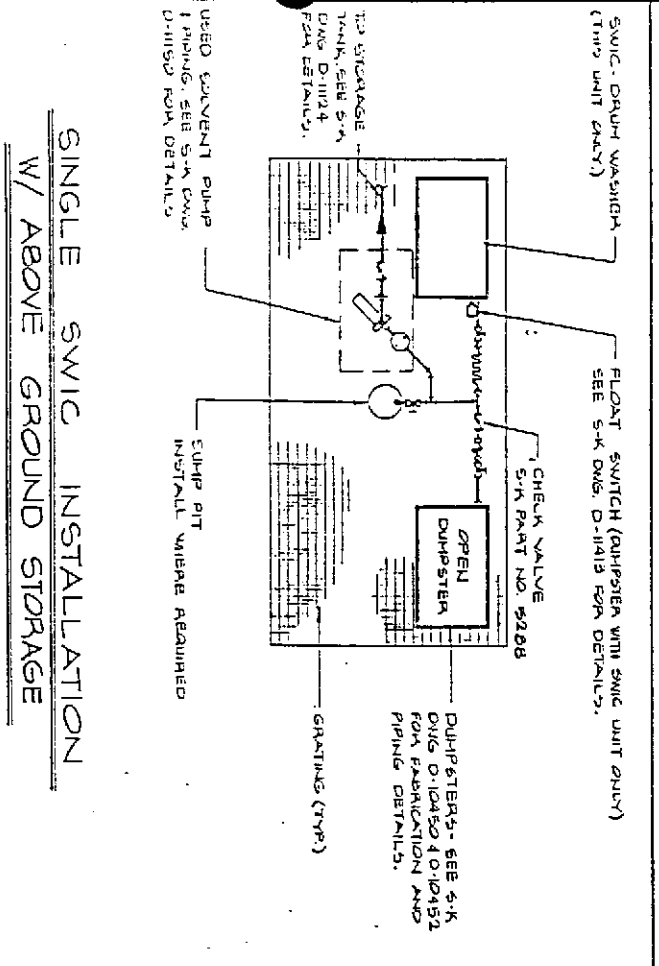 SWIC - DRUM WASHER
(THIS UNIT ONLY.)
FLOAT SWITCH (DUMPSTER WITH SWIC UNIT ONLY)
SEE S-K DWG. D-11413 FOR DETAILS.
CHECK VALVE
S-K PART NO. 5288
TO STORAGE
TANK, SEE S-K
DWG D-11124
FOR DETAILS.
OPEN
DUMPSTER
DUMPSTERS - SEE S-K
DWG D-10450 & D-10452
FOR FABRICATION AND
PIPING DETAILS.
USED SOLVENT PUMP
& PIPING. SEE S-K DWG.
D-11150 FOR DETAILS
SUMP PIT
INSTALL WHERE REQUIRED
GRATING (TYP.)
SINGLE SWIC INSTALLATION
W/ ABOVE GROUND STORAGE